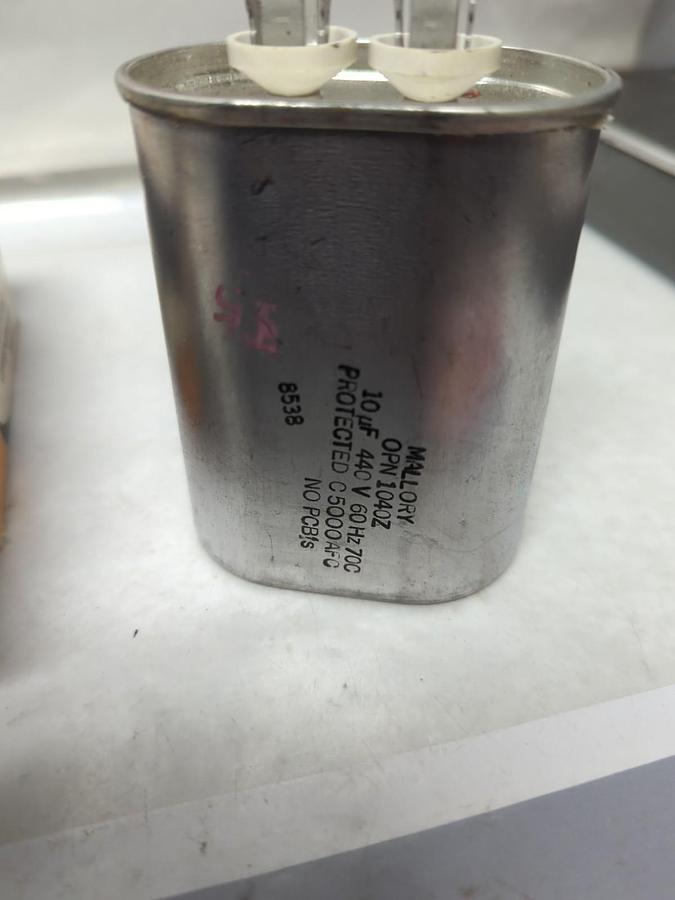 MALLORY
OPN 1040Z
10 µF 440 V 60 Hz 70C
PROTECTED C 5000AFC
NO PCB's
8538